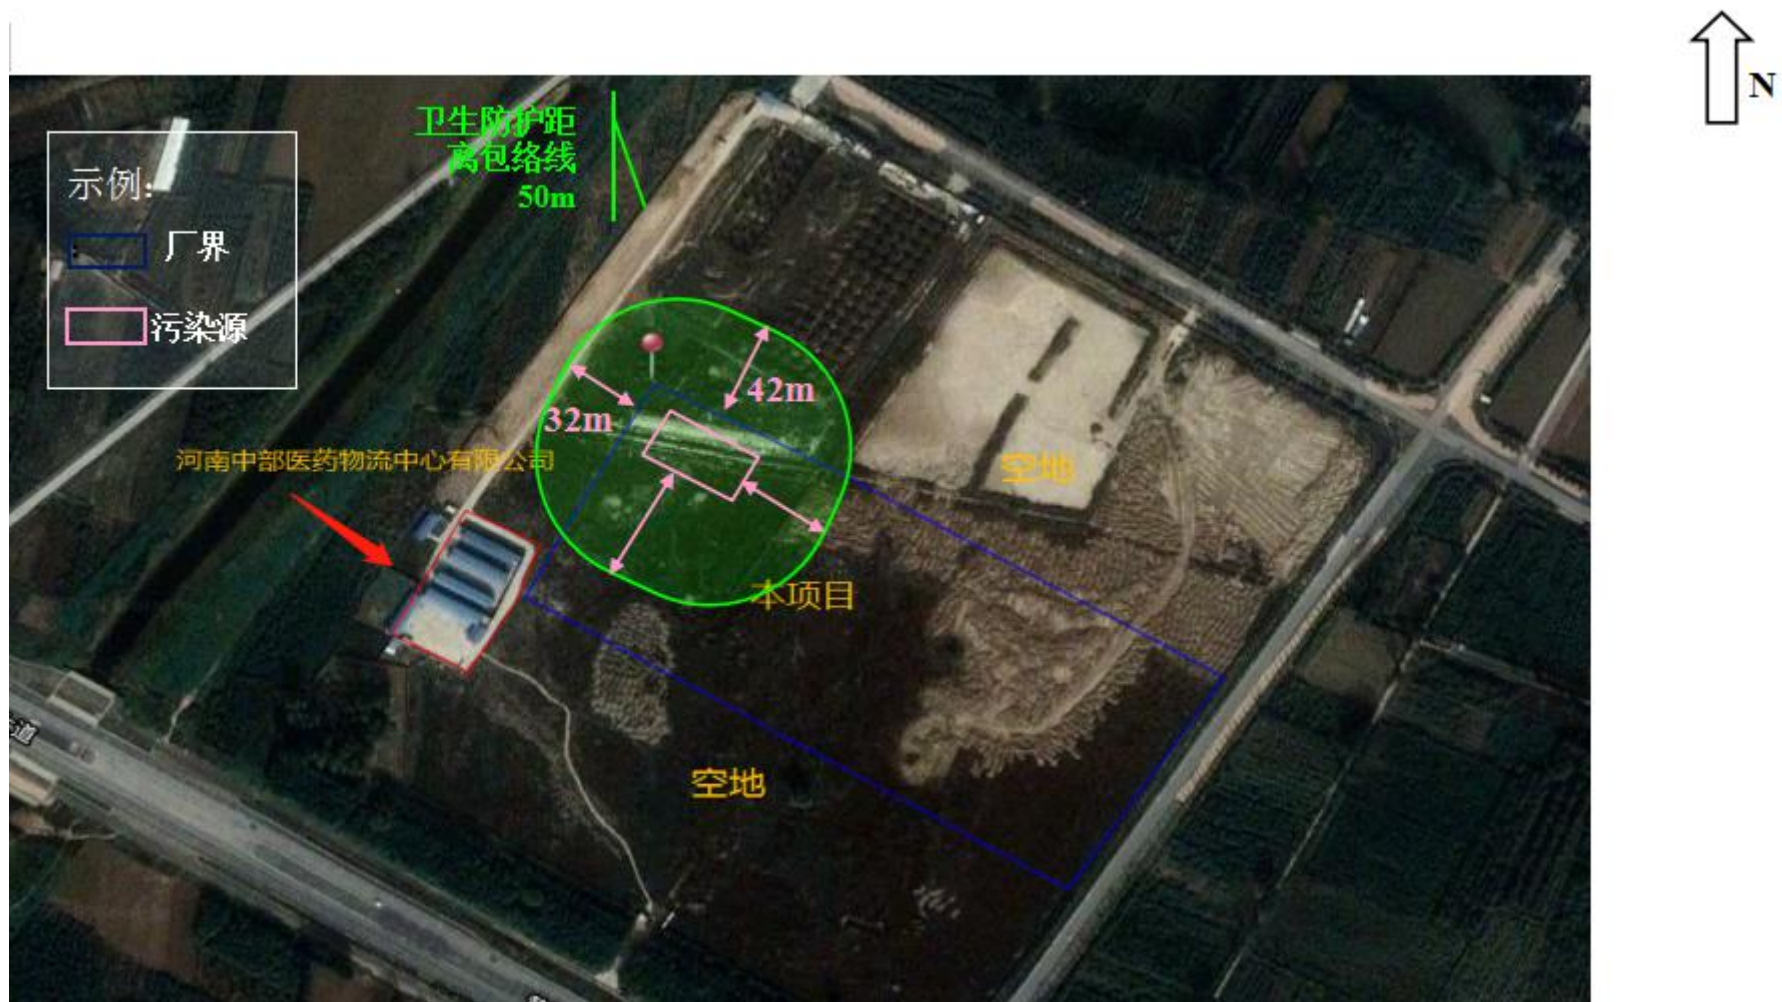 N
卫生防护距
离包络线
50m
示例:
厂界
污染源
42m
32m
河南中部医药物流中心有限公司
空地
本项目
空地
道